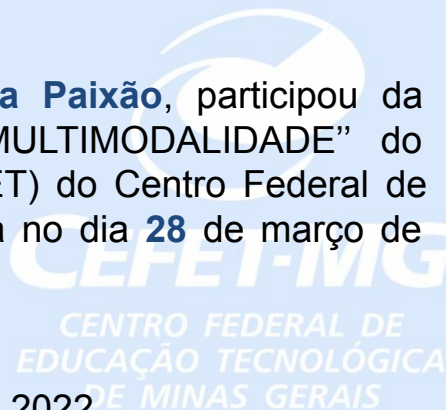 a Paixão, participou da
MULTIMODALIDADE” do
ET) do Centro Federal de
a no dia 28 de março de
CEFET-MG
CENTRO FEDERAL DE
EDUCAÇÃO TECNOLÓGICA
DE MINAS GERAIS
2022